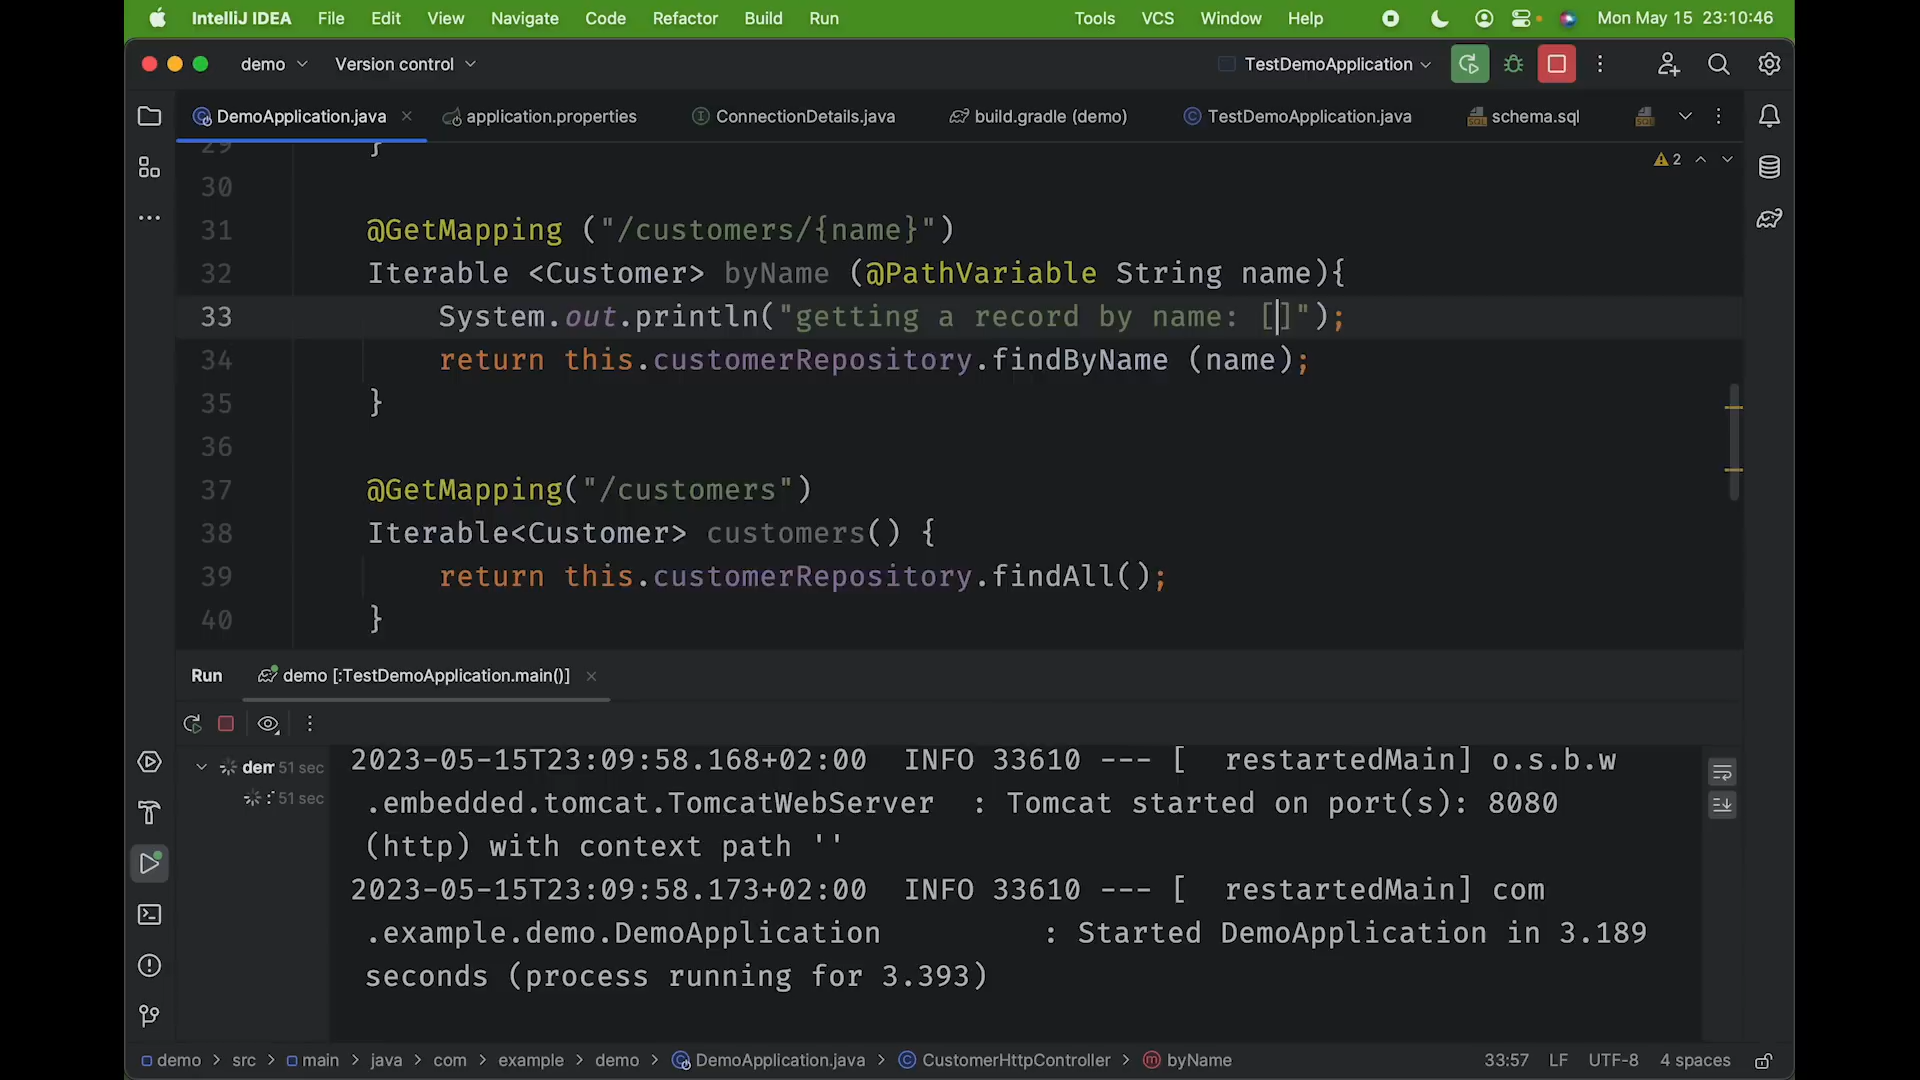 IntelliJ IDEA File Edit View Navigate Code Refactor Build Run Tools VCS Window Help Mon May 15 23:10:46
demo Version control TestDemoApplication
DemoApplication.java application.properties ConnectionDetails.java build.gradle (demo) TestDemoApplication.java schema.sql
29 }
2
30
31 @GetMapping ("/customers/{name}")
32 Iterable <Customer> byName (@PathVariable String name){
33 System.out.println("getting a record by name: []");
34 return this.customerRepository.findByName (name);
35 }
36
37 @GetMapping("/customers")
38 Iterable<Customer> customers() {
39 return this.customerRepository.findAll();
40 }
Run demo [:TestDemoApplication.main()]
dem 51 sec
: 51 sec
2023-05-15T23:09:58.168+02:00 INFO 33610 --- [ restartedMain] o.s.b.w
.embedded.tomcat.TomcatWebServer : Tomcat started on port(s): 8080
(http) with context path ''
2023-05-15T23:09:58.173+02:00 INFO 33610 --- [ restartedMain] com
.example.demo.DemoApplication : Started DemoApplication in 3.189
seconds (process running for 3.393)
demo > src > main > java > com > example > demo > DemoApplication.java > CustomerHttpController > byName 33:57 LF UTF-8 4 spaces